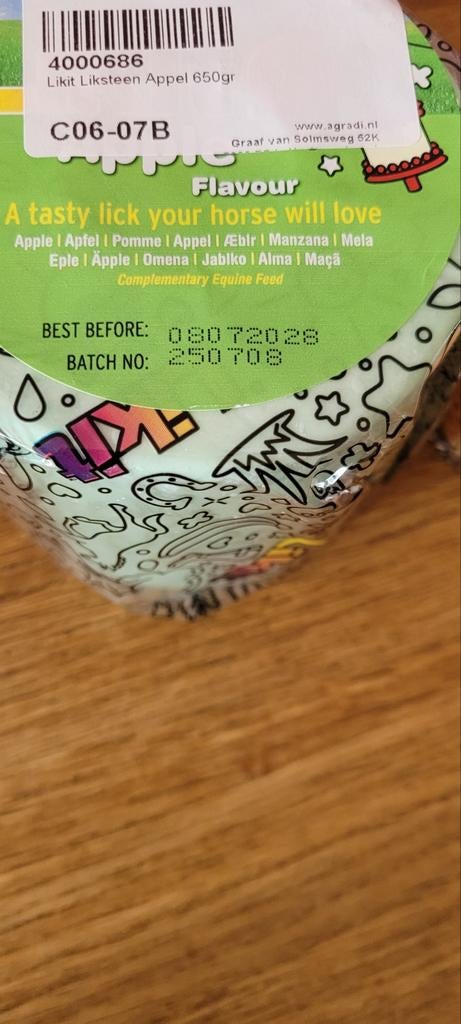 4000686
Likit Liksteen Appel 650gr
C06-07B
www.agradi.nl
Graaf van Solmsweg 52K
Apple
Flavour
A tasty lick your horse will love
Apple | Apfel | Pomme | Appel | Æblr | Manzana | Mela
Eple | Äpple | Omena | Jablko | Alma | Maçã
Complementary Equine Feed
BEST BEFORE: 08072028
BATCH NO: 250708